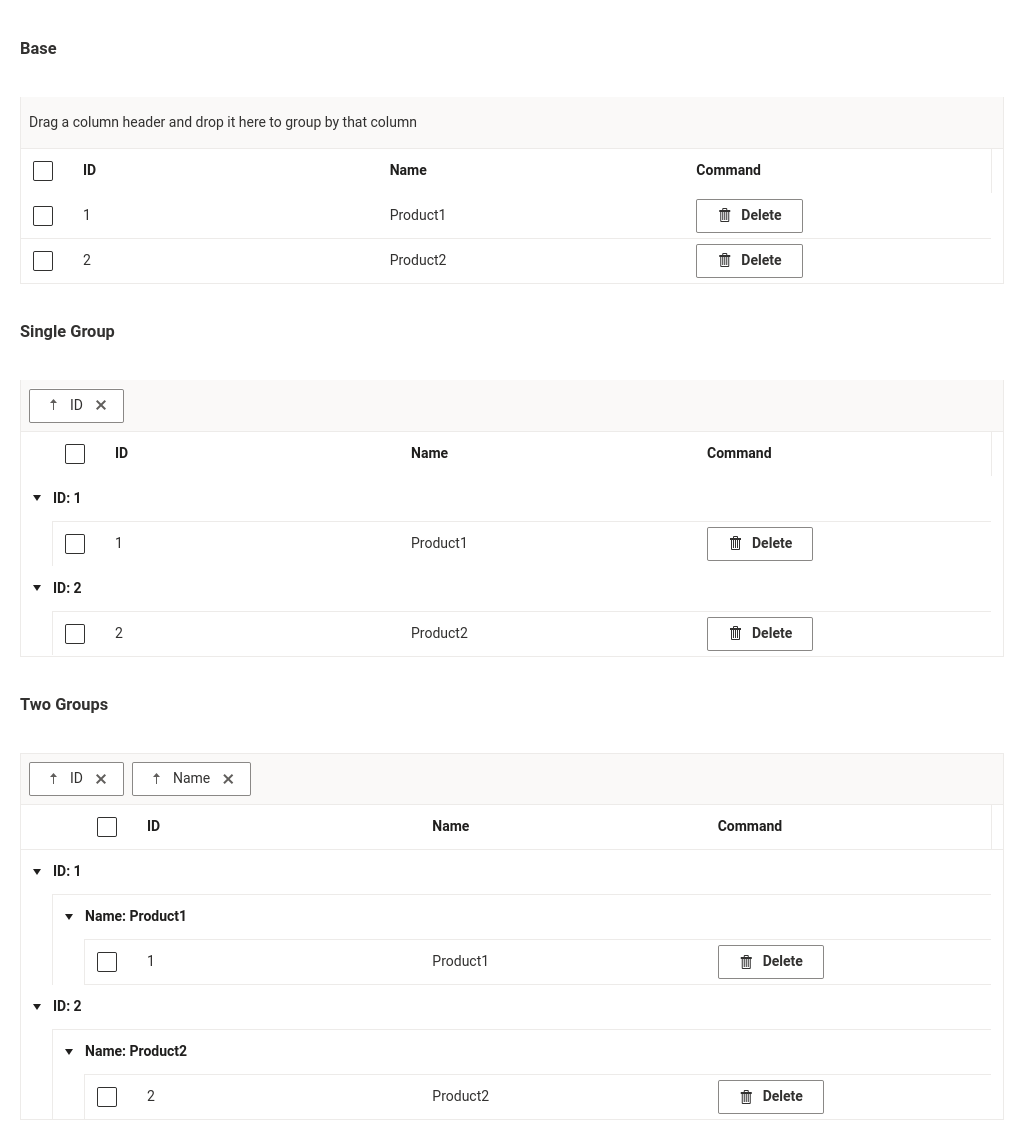 Base
Drag a column header and drop it here to group by that column
ID Name Command
1 Product1 Delete
2 Product2 Delete
Single Group
ID
ID Name Command
ID: 1
1 Product1 Delete
ID: 2
2 Product2 Delete
Two Groups
ID Name
ID Name Command
ID: 1
Name: Product1
1 Product1 Delete
ID: 2
Name: Product2
2 Product2 Delete